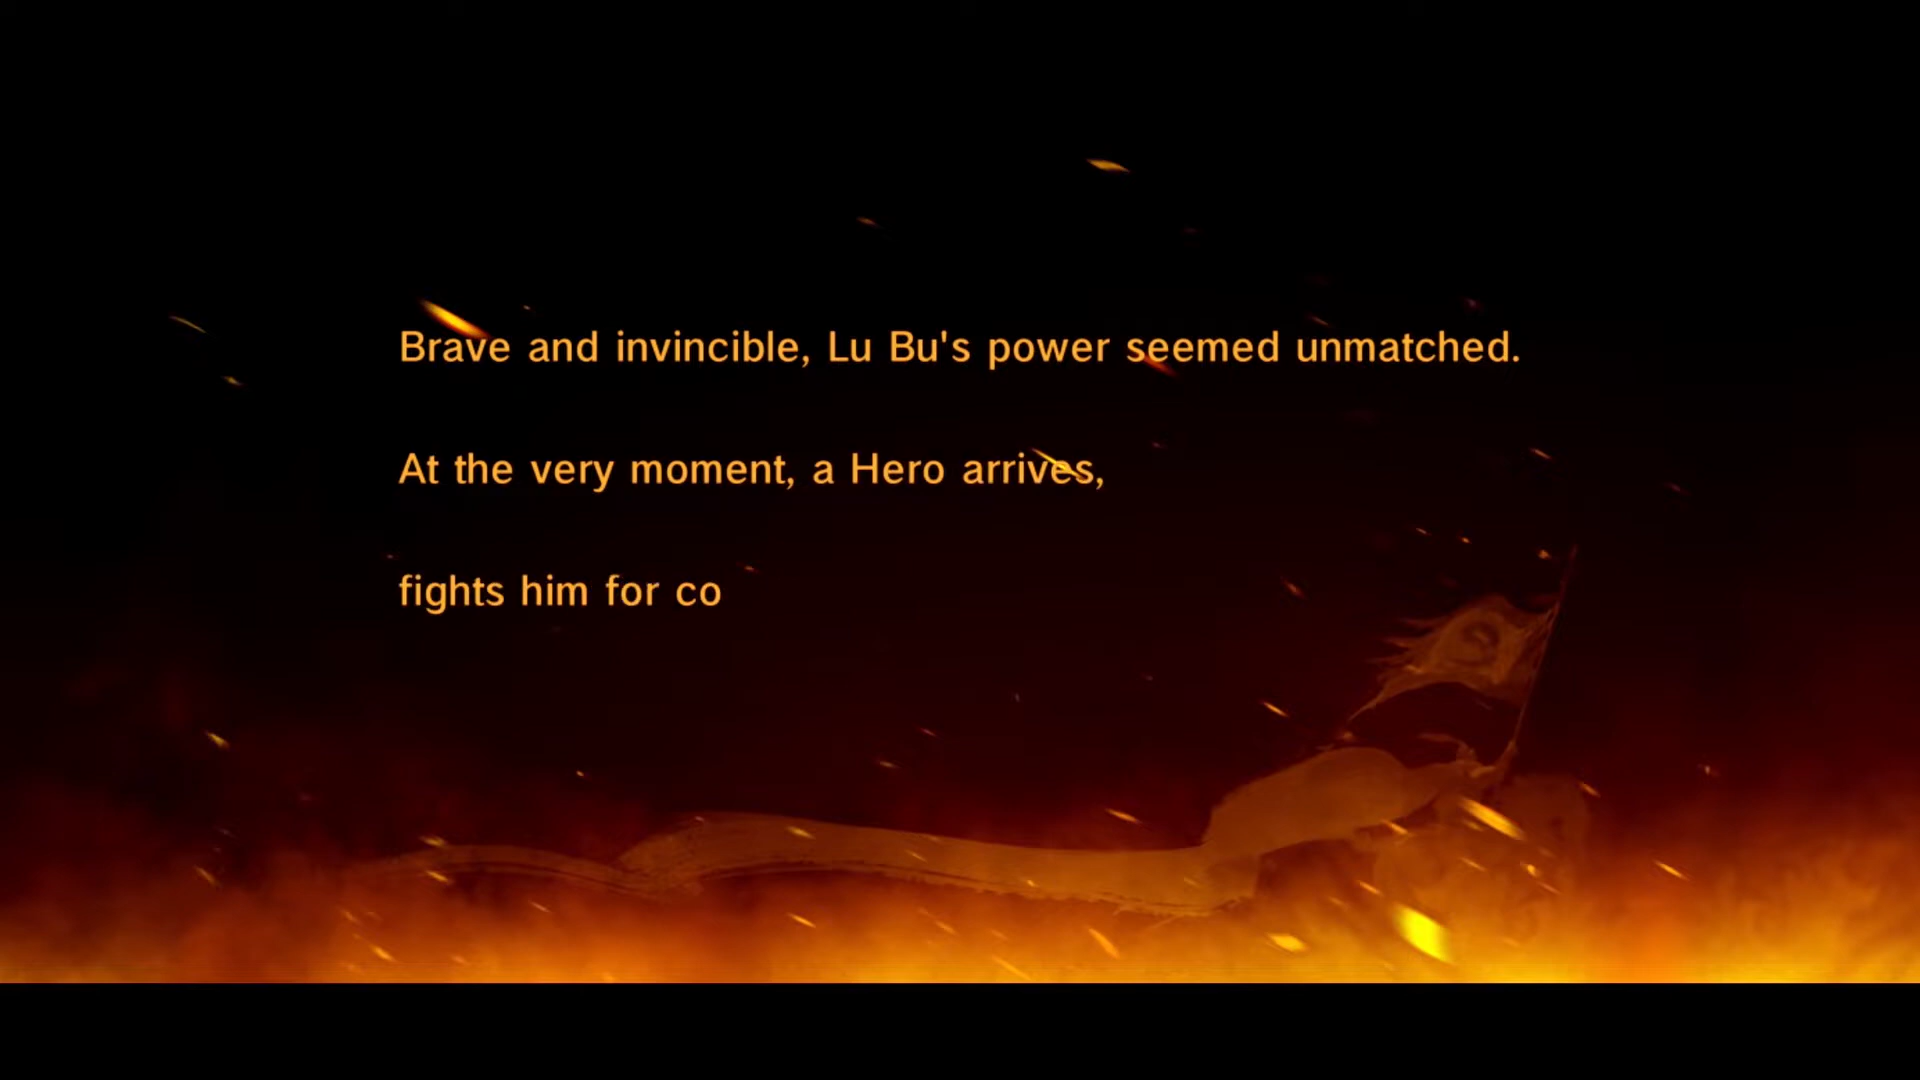 Brave and invincible, Lu Bu's power seemed unmatched.
At the very moment, a Hero arrives,
fights him for co